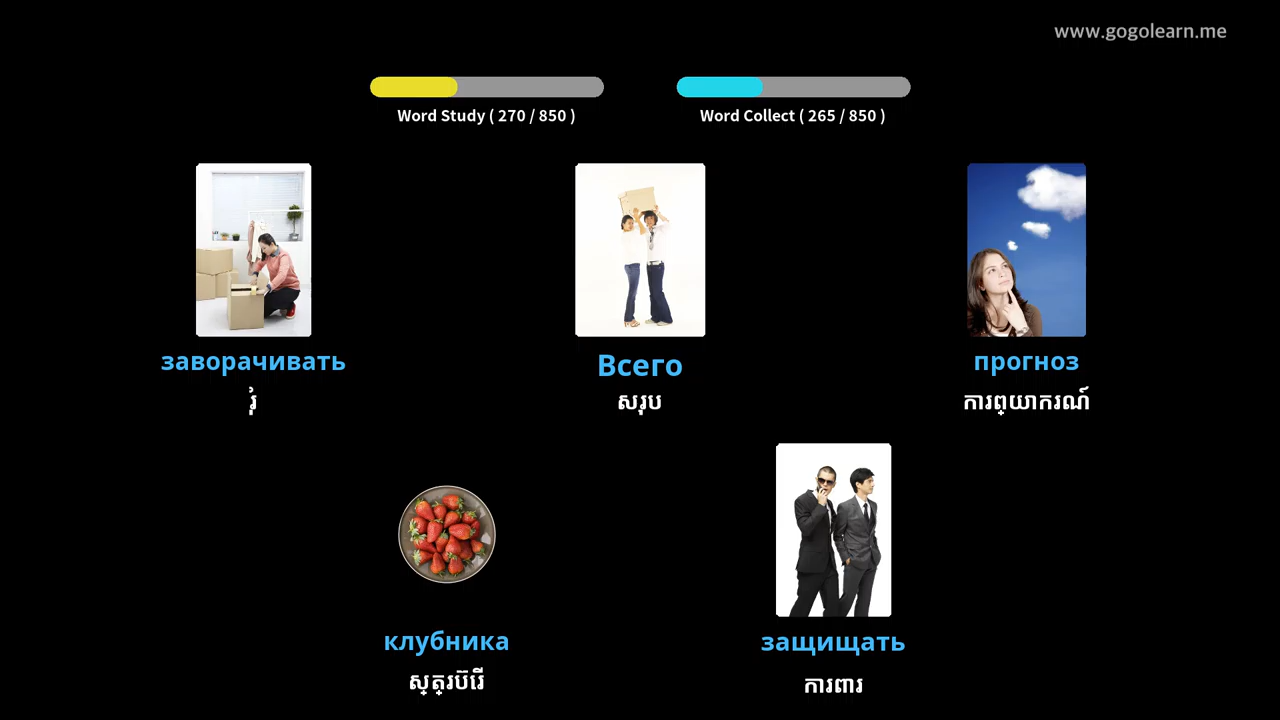 www.gogolearn.me
Word Study ( 270 / 850 )
Word Collect ( 265 / 850 )
заворачивать
Всего
прогноз
រុំ
សរុប
ការព្យាករណ៍
клубника
защищать
ស្ត្របឺរី
ការពារ